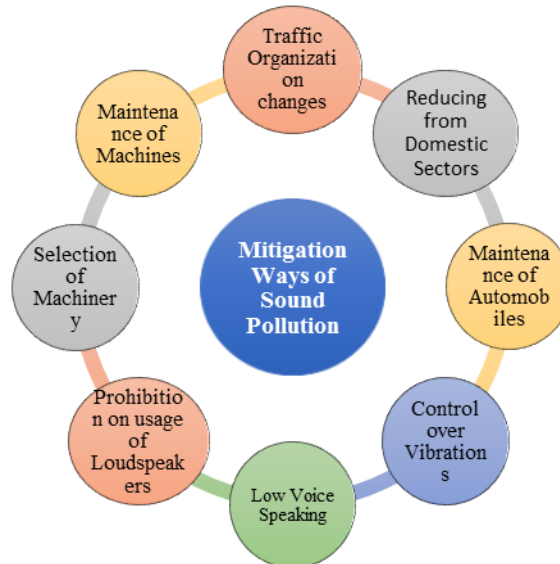 Traffic
Organizati
on
changes
Reducing
from
Domestic
Sectors
Maintena
nce of
Automob
iles
Control
over
Vibration
s
Low Voice
Speaking
Prohibitio
n on usage
of
Loudspeak
ers
Selection
of
Machiner
y
Maintena
nce of
Machines
Mitigation
Ways of
Sound
Pollution